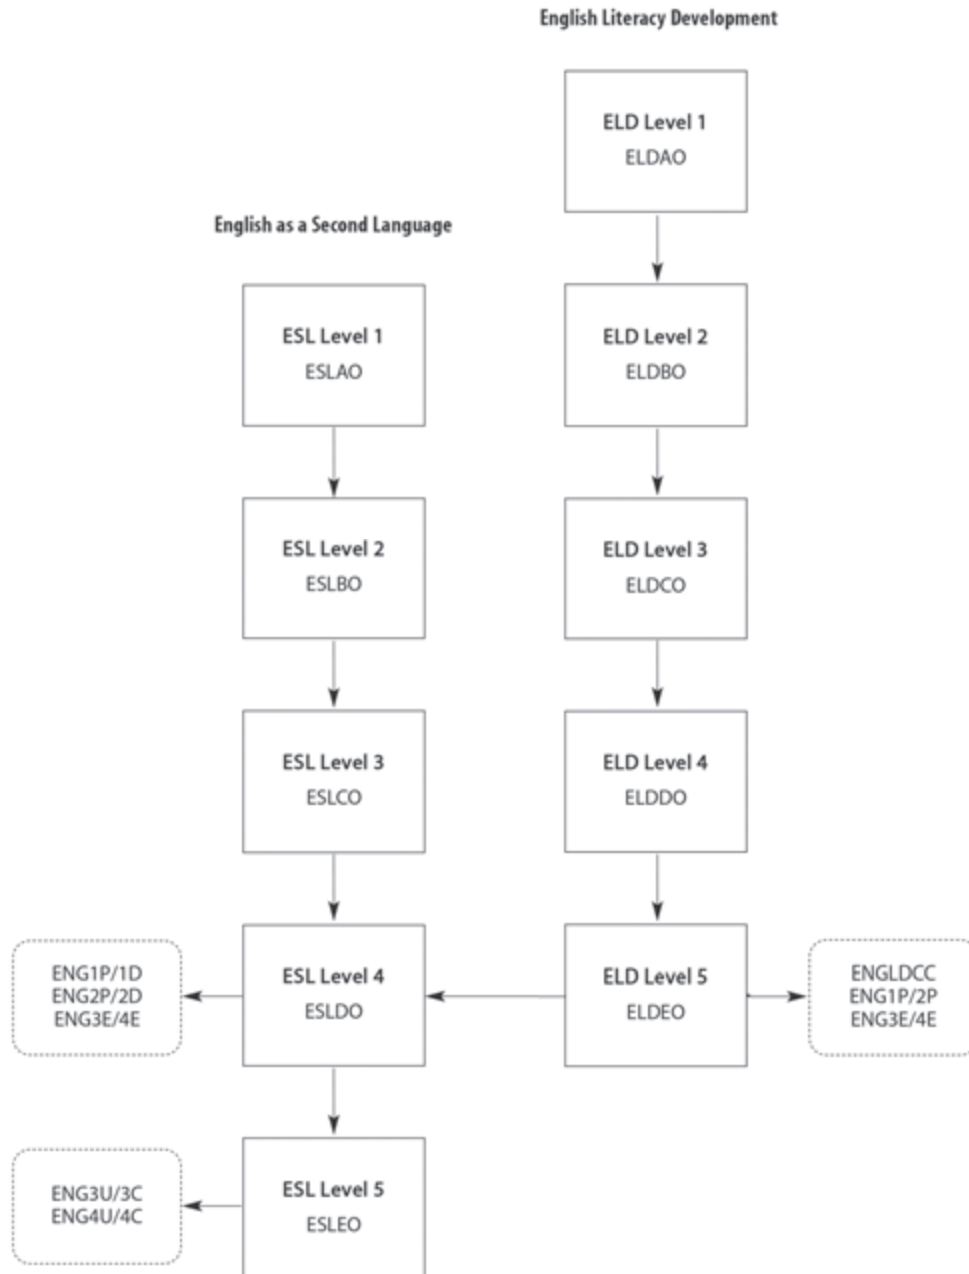 English Literacy Development
ELD Level 1
ELDAO
English as a Second Language
ESL Level 1
ESLAO
ELD Level 2
ELDBO
ESL Level 2
ESLBO
ELD Level 3
ELDCO
ESL Level 3
ESLCO
ELD Level 4
ELDDO
ENG1P/1D
ENG2P/2D
ENG3E/4E
ESL Level 4
ESLDO
ELD Level 5
ELDEO
ENGLDCC
ENG1P/2P
ENG3E/4E
ENG3U/3C
ENG4U/4C
ESL Level 5
ESLEO